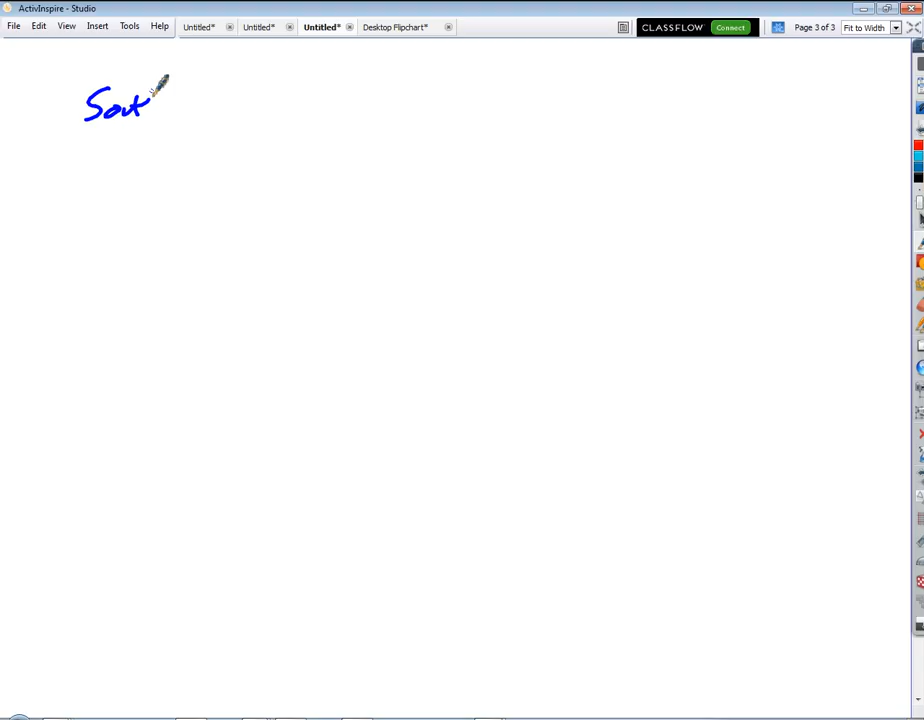 ActivInspire - Studio
File Edit View Insert Tools Help Untitled* Untitled* Untitled* Desktop Flipchart* CLASSFLOW Connect Page 3 of 3 Fit to Width
Sout